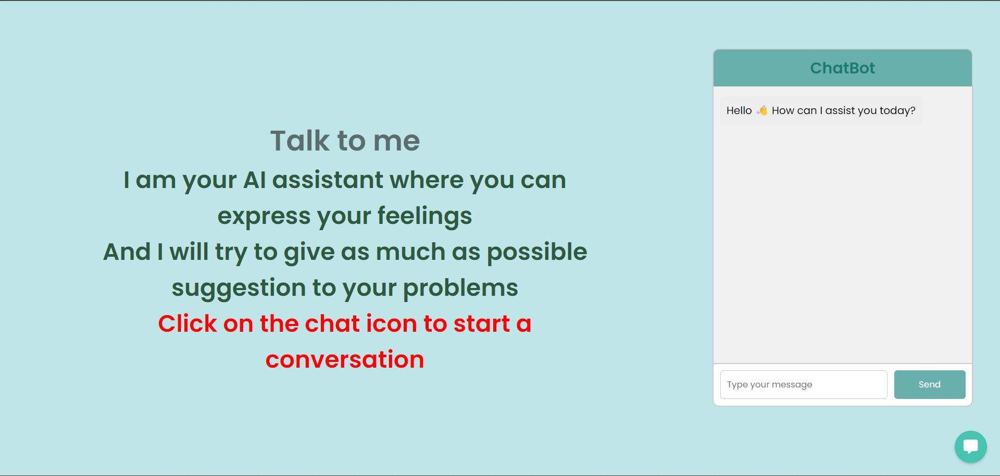 Talk to me
I am your AI assistant where you can
express your feelings
And I will try to give as much as possible
suggestion to your problems
Click on the chat icon to start a
conversation
ChatBot
Hello 👋 How can I assist you today?
Type your message
Send